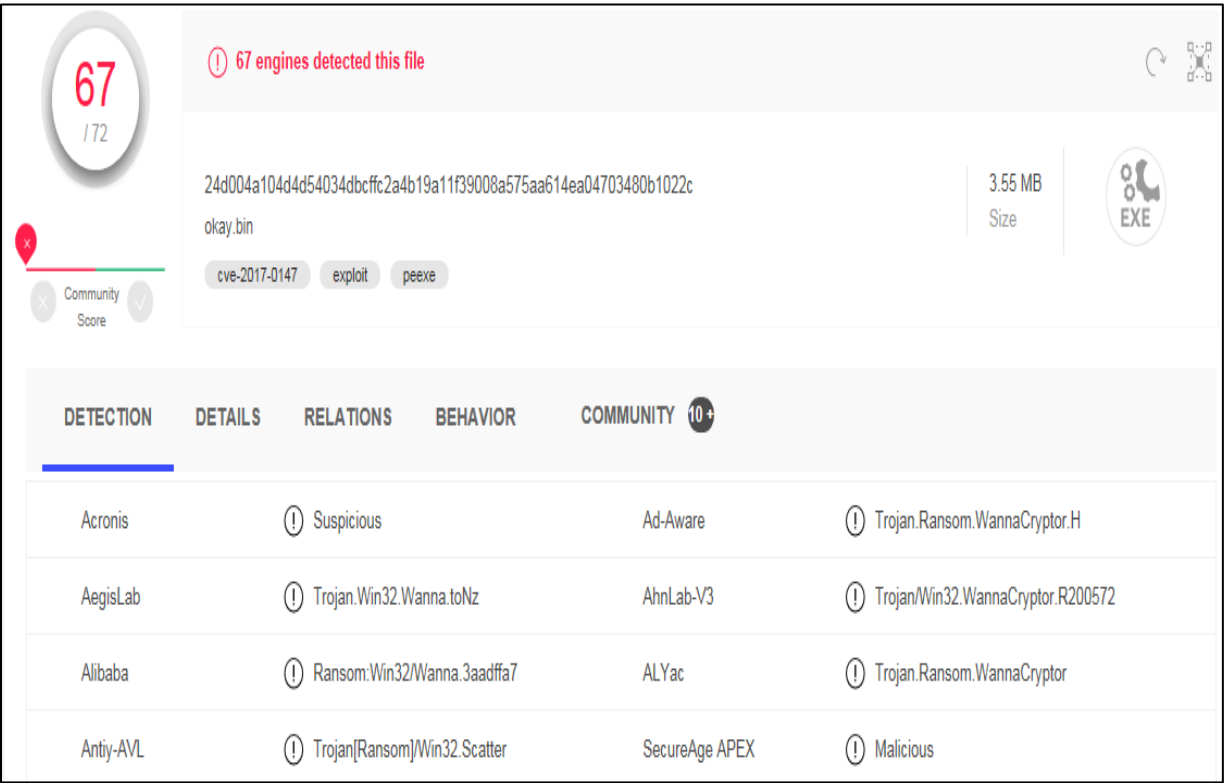 67
/ 72
67 engines detected this file
24d004a104d4d54034dbcffc2a4b19a11f39008a575aa614ea04703480b1022c
okay.bin
cve-2017-0147 exploit peexe
3.55 MB
Size
EXE
Community
Score
DETECTION DETAILS RELATIONS BEHAVIOR COMMUNITY 10+
Acronis Suspicious Ad-Aware Trojan.Ransom.WannaCryptor.H
AegisLab Trojan.Win32.Wanna.toNz AhnLab-V3 Trojan/Win32.WannaCryptor.R200572
Alibaba Ransom:Win32/Wanna.3aadffa7 ALYac Trojan.Ransom.WannaCryptor
Antiy-AVL Trojan[Ransom]/Win32.Scatter SecureAge APEX Malicious